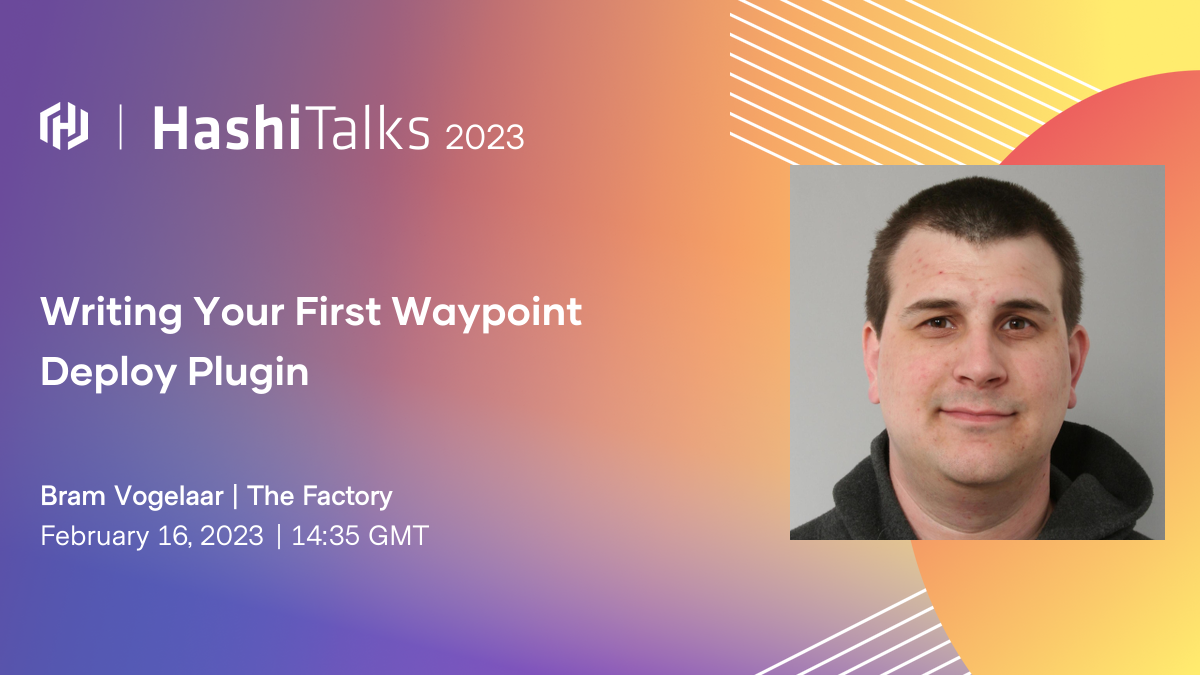 HashiTalks 2023
Writing Your First Waypoint
Deploy Plugin
Bram Vogelaar | The Factory
February 16, 2023 | 14:35 GMT